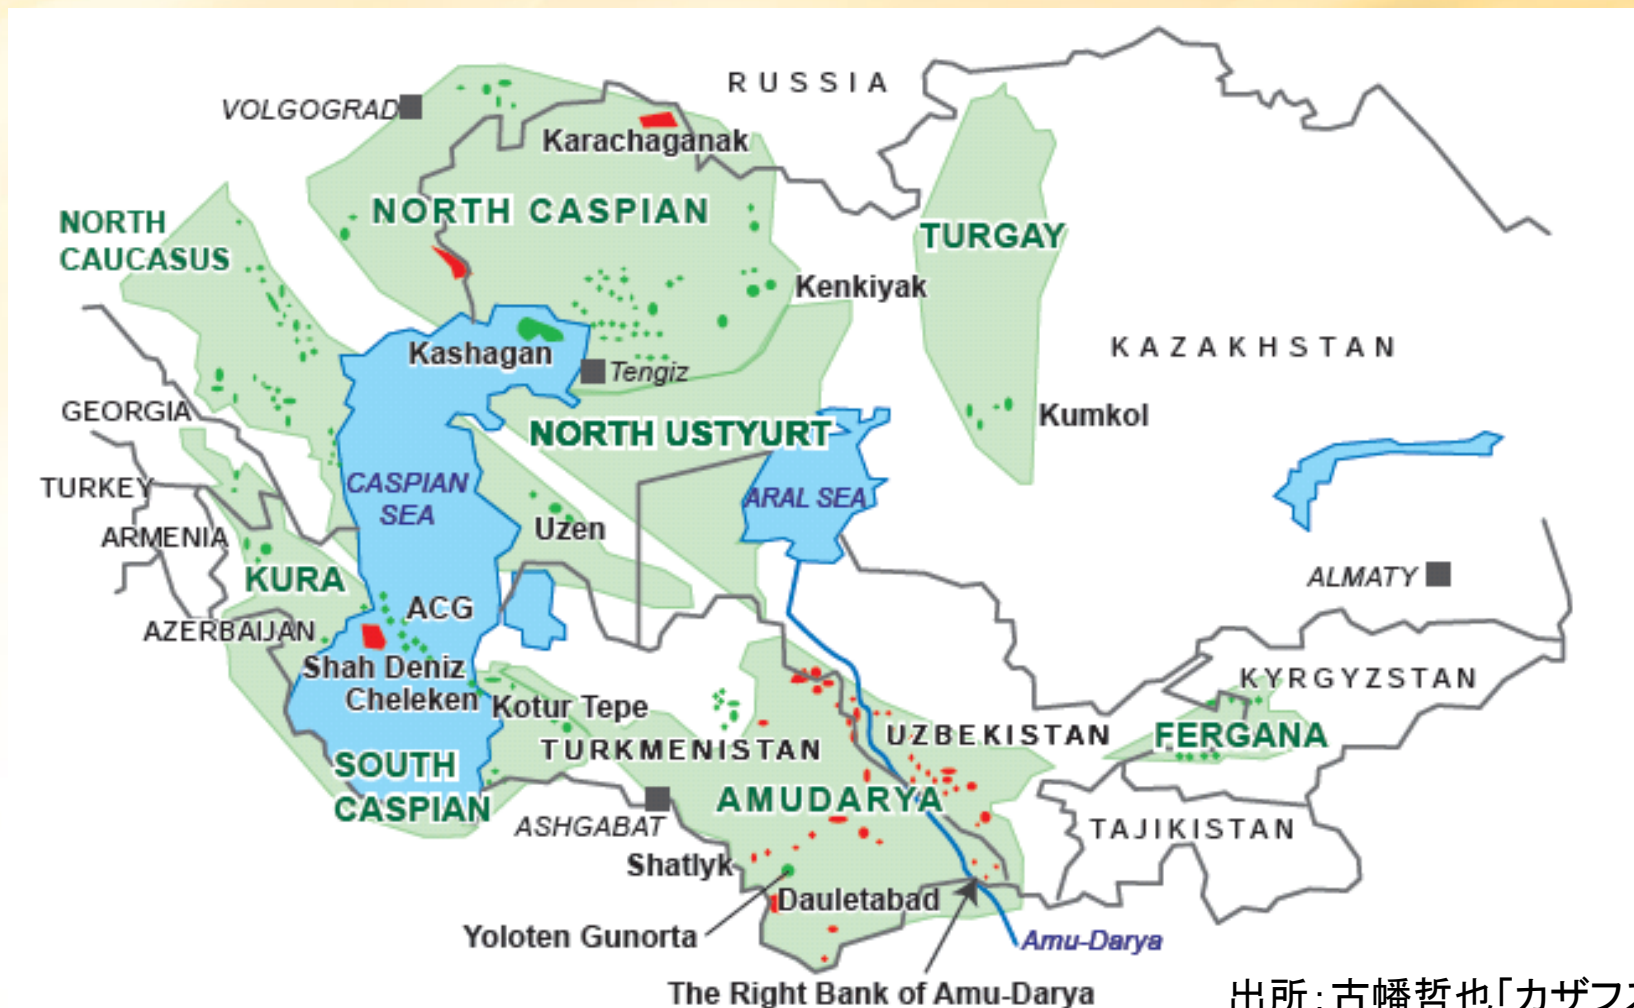 RUSSIA
VOLGOGRAD
Karachaganak
NORTH CASPIAN
NORTH
CAUCASUS
TURGAY
Kenkiyak
KAZAKHSTAN
Kashagan
Tengiz
GEORGIA
Kumkol
NORTH USTYURT
TURKEY
CASPIAN
SEA
ARAL SEA
ARMENIA
Uzen
KURA
ALMATY
ACG
AZERBAIJAN
Shah Deniz
KYRGYZSTAN
Cheleken
Kotur Tepe
UZBEKISTAN
FERGANA
TURKMENISTAN
SOUTH
CASPIAN
AMUDARYA
ASHGABAT
TAJIKISTAN
Shatlyk
Dauletabad
Yoloten Gunorta
Amu-Darya
The Right Bank of Amu-Darya
出所:古幡哲也「カザフ